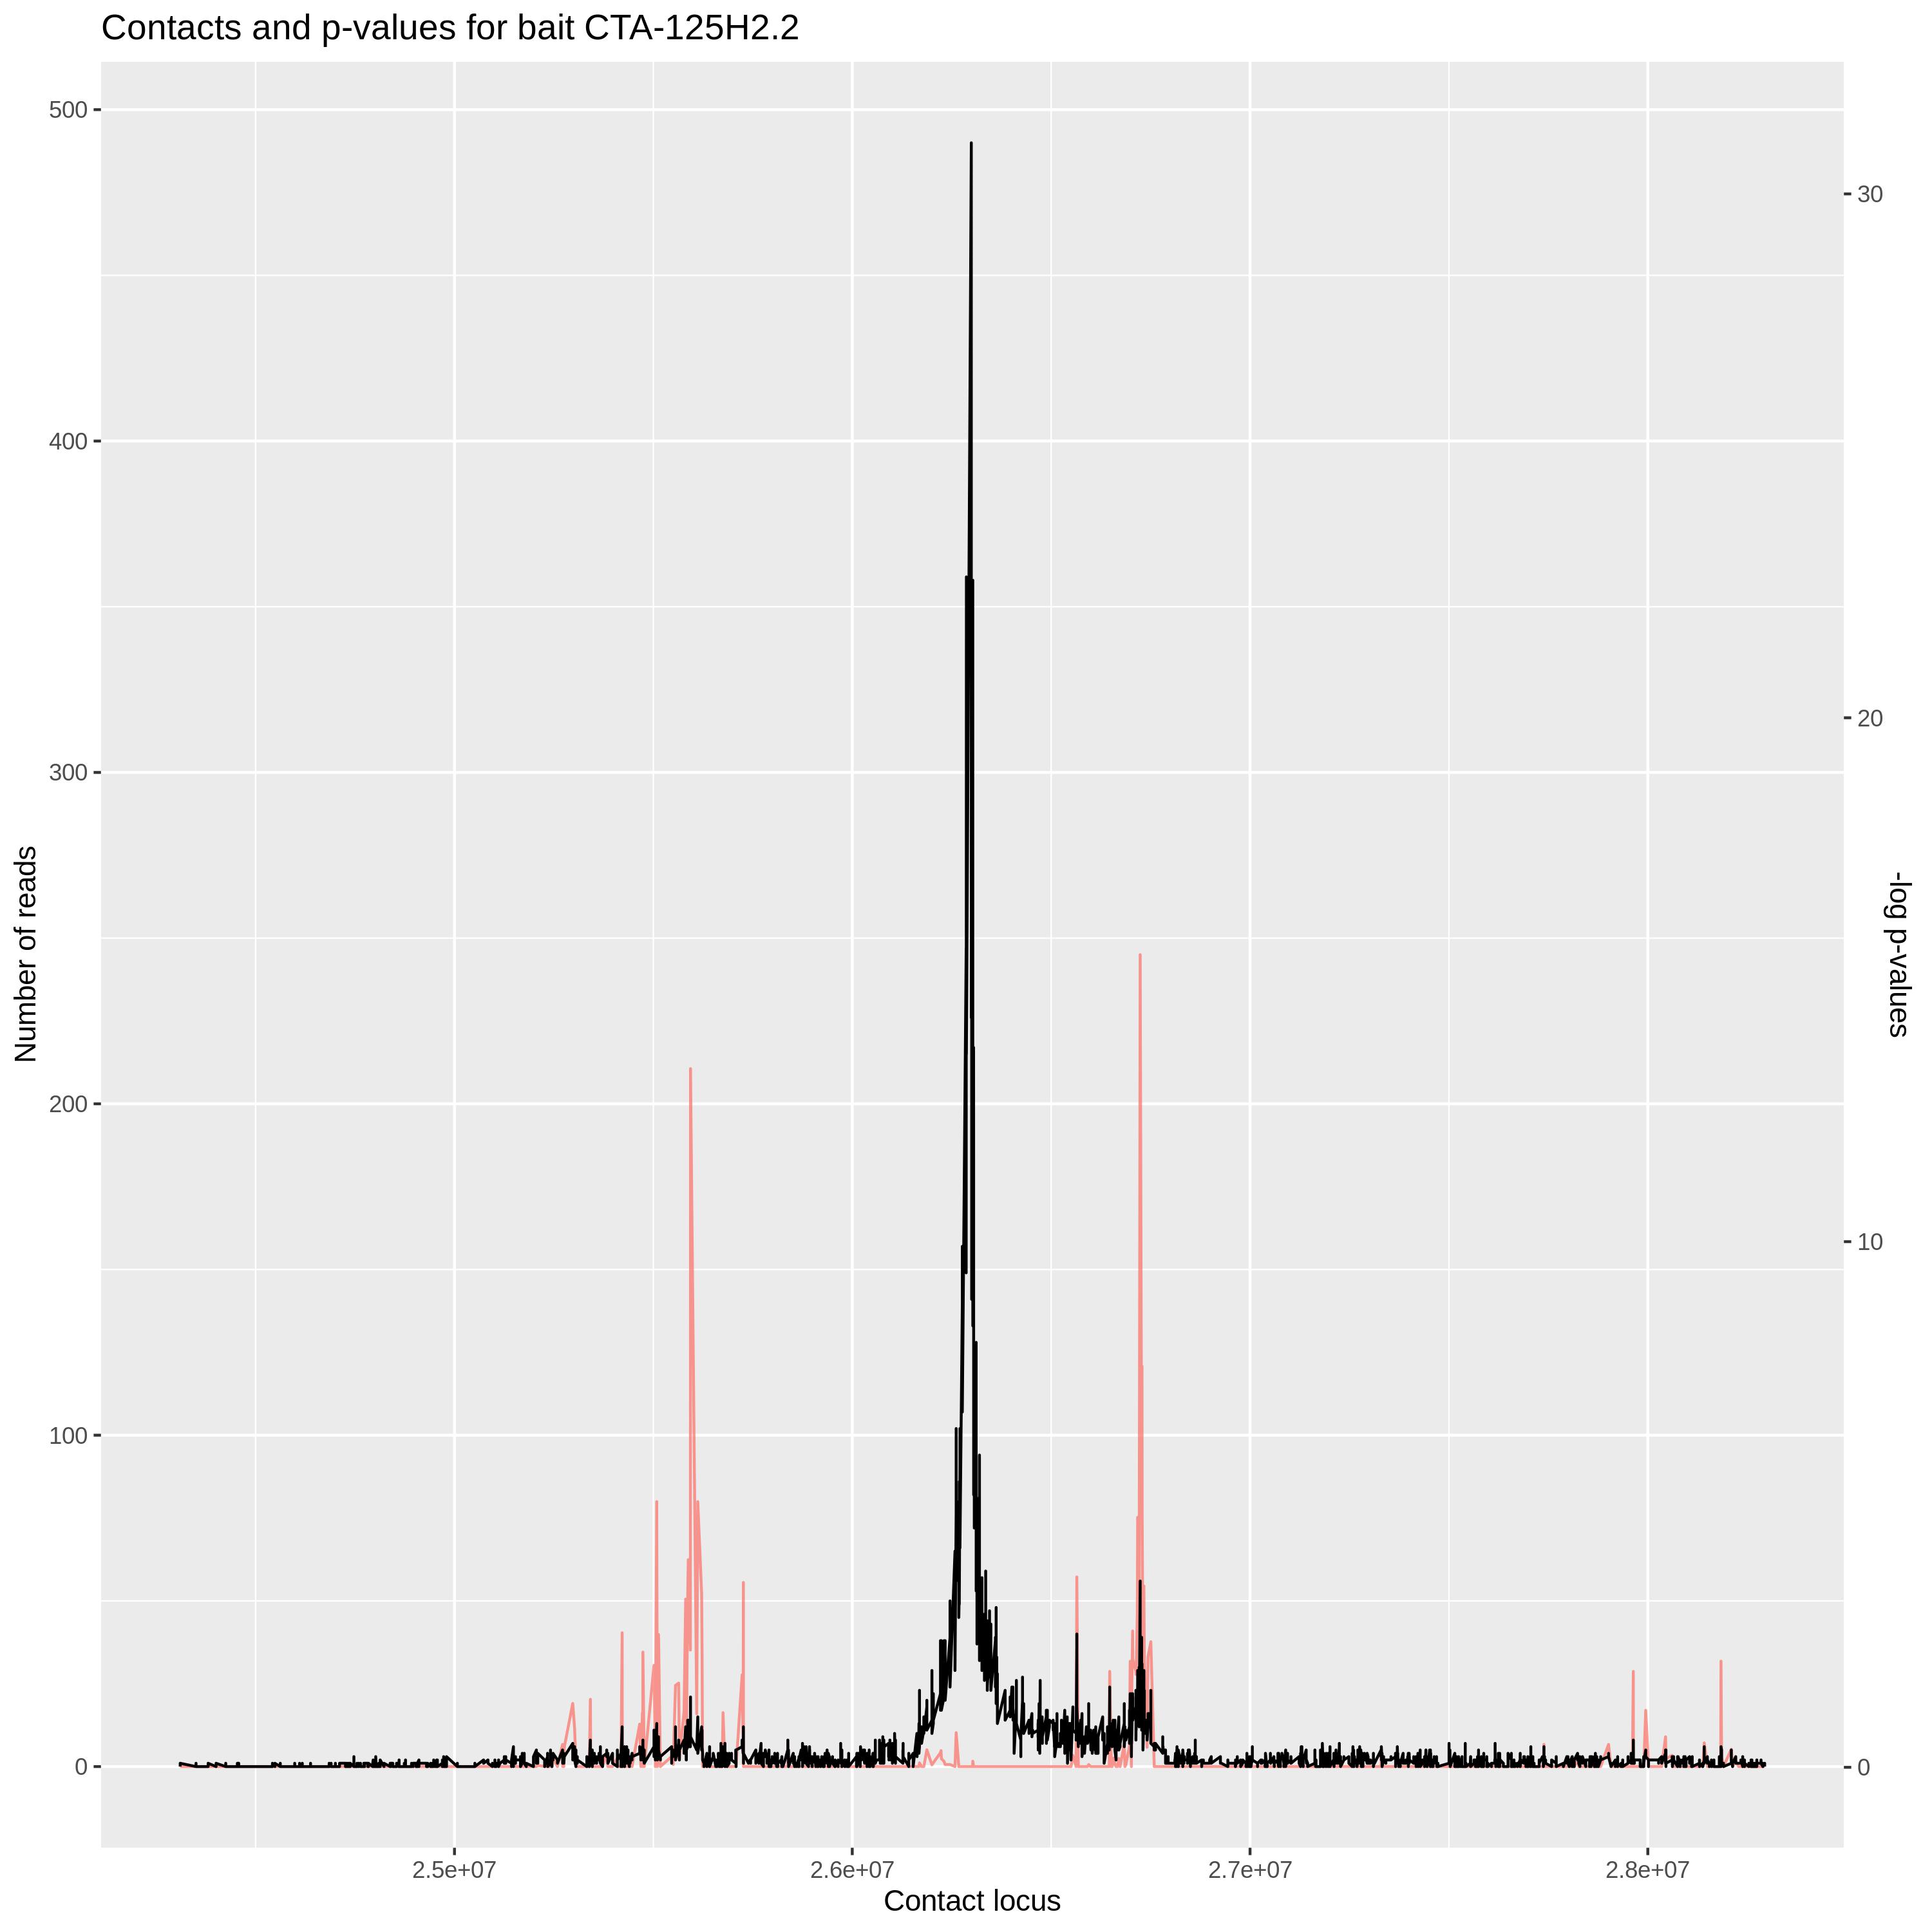 Contacts and p-values for bait CTA-125H2.2
500
400
300
200
100
0
Number of reads
30
20
10
0
-log p-values
2.5e+07
2.6e+07
2.7e+07
2.8e+07
Contact locus